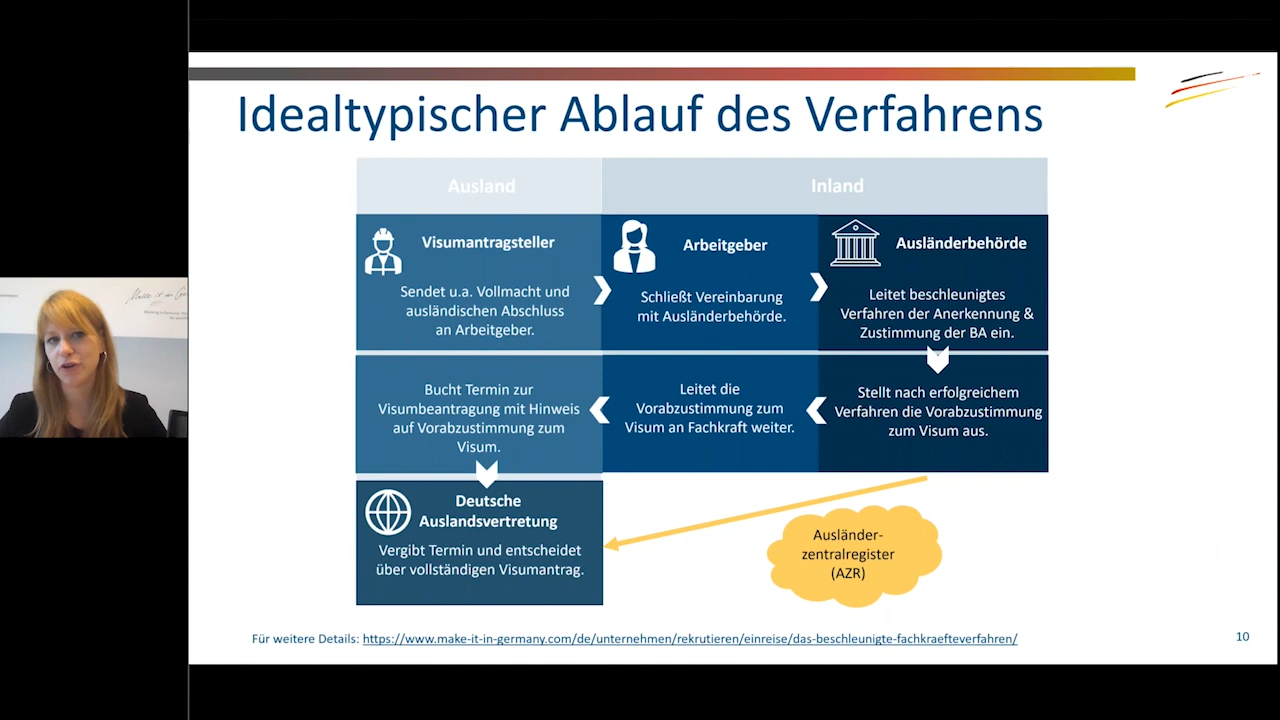 Idealtypischer Ablauf des Verfahrens
Ausland
Inland
Visumantragsteller
Sendet u.a. Vollmacht und
ausländischen Abschluss
an Arbeitgeber.
Arbeitgeber
Schließt Vereinbarung
mit Ausländerbehörde.
Ausländerbehörde
Leitet beschleunigtes
Verfahren der Anerkennung &
Zustimmung der BA ein.
Stellt nach erfolgreichem
Verfahren die Vorabzustimmung
zum Visum aus.
Leitet die
Vorabzustimmung zum
Visum an Fachkraft weiter.
Bucht Termin zur
Visumbeantragung mit Hinweis
auf Vorabzustimmung zum
Visum.
Deutsche
Auslandsvertretung
Vergibt Termin und entscheidet
über vollständigen Visumantrag.
Ausländer-
zentralregister
(AZR)
Für weitere Details: https://www.make-it-in-germany.com/de/unternehmen/rekrutieren/einreise/das-beschleunigte-fachkraefteverfahren/
10
Make it in